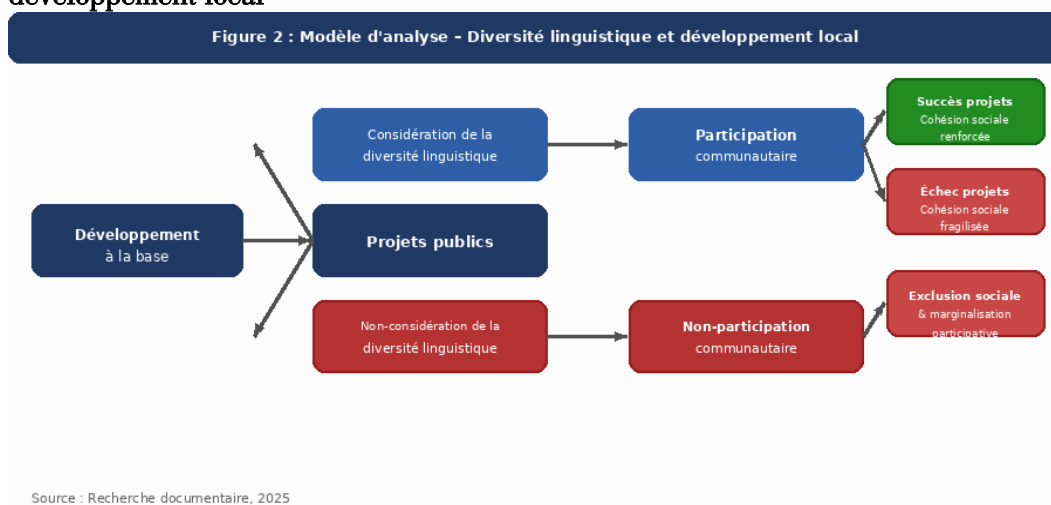 développement local
Figure 2 : Modèle d'analyse – Diversité linguistique et développement local
Considération de la
diversité linguistique
Participation
communautaire
Succès projets
Cohésion sociale
renforcée
Échec projets
Cohésion sociale
fragilisée
Développement
à la base
Projets publics
Non-considération de la
diversité linguistique
Non-participation
communautaire
Exclusion sociale
& marginalisation
participative
Source : Recherche documentaire, 2025